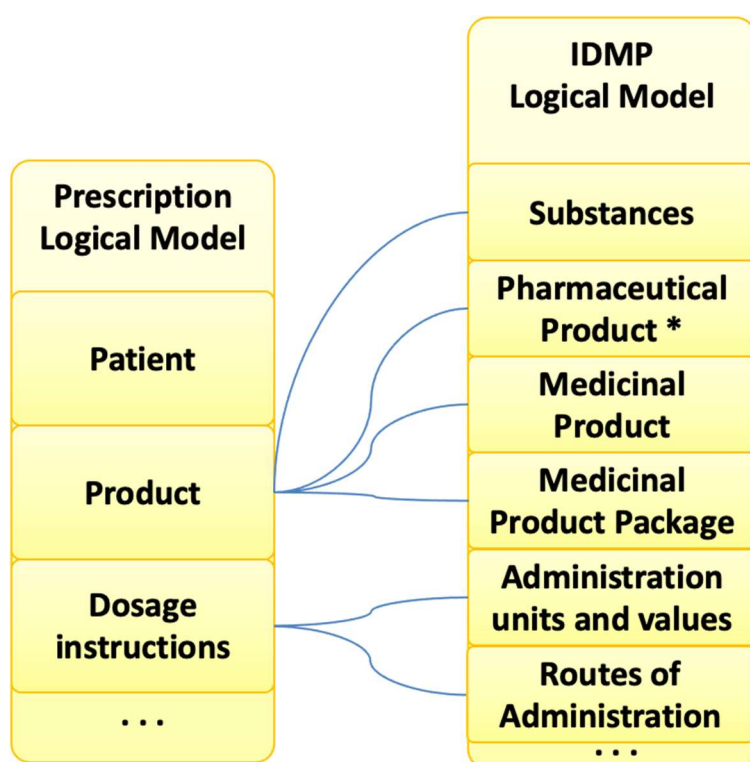 Prescription
Logical Model
Patient
Product
Dosage
instructions
. . .
IDMP
Logical Model
Substances
Pharmaceutical
Product *
Medicinal
Product
Medicinal
Product Package
Administration
units and values
Routes of
Administration
. . .